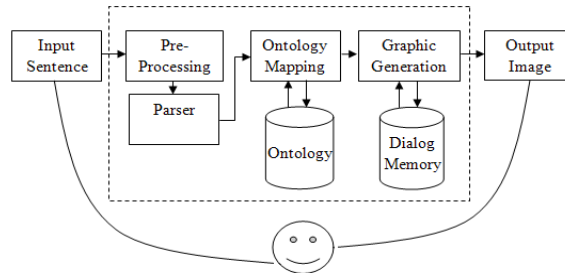 Input
Sentence
Pre-
Processing
Parser
Ontology
Mapping
Ontology
Graphic
Generation
Dialog
Memory
Output
Image